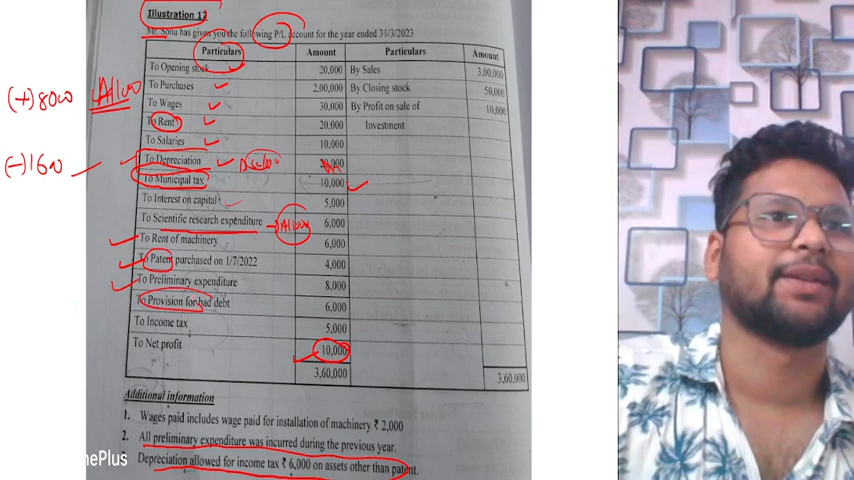 Illustration 12
Mr. Sonu has given you the following P/L account for the year ended 31/3/2023
Particulars Amount Particulars Amount
To Opening stock 20,000 By Sales 3,00,000
To Purchases 2,00,000 By Closing stock 50,000
To Wages 30,000 By Profit on sale of 10,000
To Rent 20,000 Investment
To Salaries 10,000
To Depreciation
To Municipal tax 10,000
To Interest on capital 5,000
To Scientific research expenditure 6,000
To Rent of machinery 6,000
To Patent purchased on 1/7/2022 4,000
To Preliminary expenditure 8,000
To Provision for bad debt 6,000
To Income tax 5,000
To Net profit 10,000
3,60,000 3,60,000
(+) 8000
(-) 1600
Additional information
1. Wages paid includes wage paid for installation of machinery ₹ 2,000
2. All preliminary expenditure was incurred during the previous year.
Depreciation allowed for income tax ₹ 6,000 on assets other than patent.
nePlus